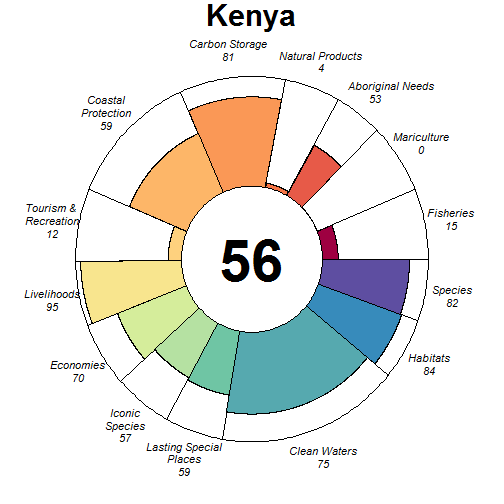 Kenya
Carbon Storage
81
Natural Products
4
Aboriginal Needs
53
Mariculture
0
Fisheries
15
Species
82
Habitats
84
Clean Waters
75
Lasting Special
Places
59
Iconic
Species
57
Economies
70
Livelihoods
95
Tourism &
Recreation
12
Coastal
Protection
59
56